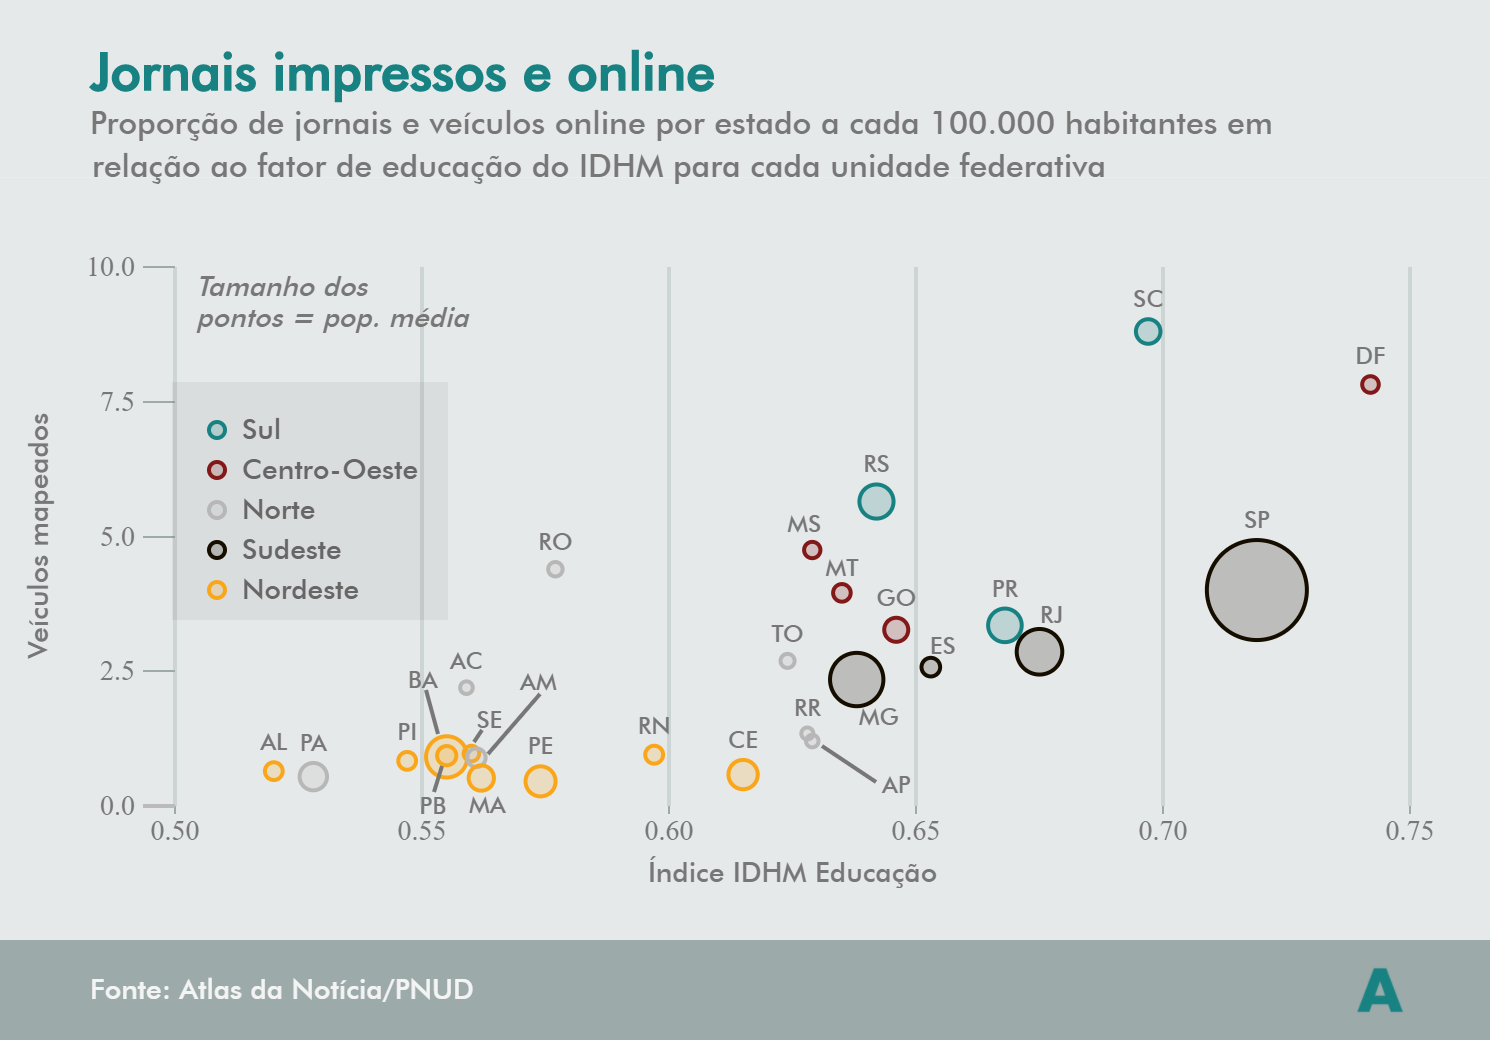 Jornais impressos e online
Proporção de jornais e veículos online por estado a cada 100.000 habitantes em
relação ao fator de educação do IDHM para cada unidade federativa
10.0
7.5
5.0
2.5
0.0
Veículos mapeados
Tamanho dos
pontos = pop. média
Sul
Centro-Oeste
Norte
Sudeste
Nordeste
SC
DF
RS
SP
MS
RO
MT
PR
GO
RJ
TO
ES
AC
BA
AM
RR
MG
SE
RN
PI
CE
AL
PA
PE
AP
PB
MA
0.50
0.55
0.60
0.65
0.70
0.75
Índice IDHM Educação
Fonte: Atlas da Notícia/PNUD
A